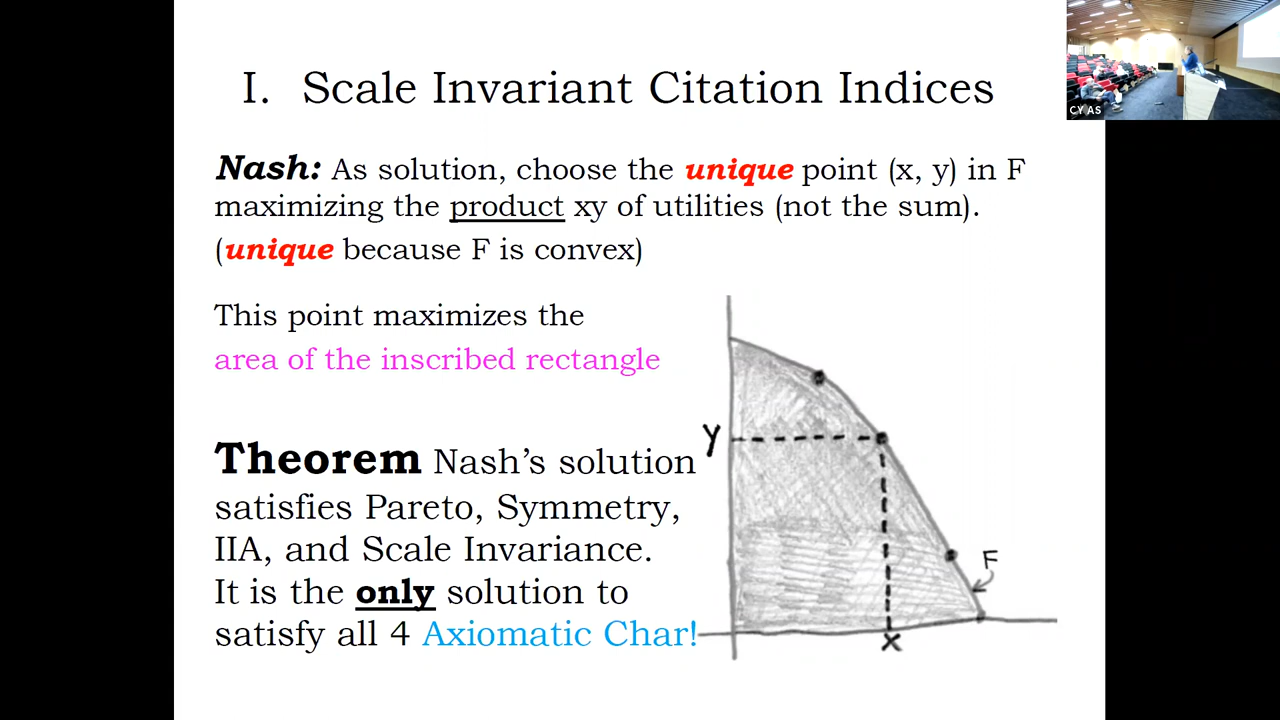 I. Scale Invariant Citation Indices
CY AS
Nash: As solution, choose the unique point (x, y) in F
maximizing the product xy of utilities (not the sum).
(unique because F is convex)
This point maximizes the
area of the inscribed rectangle
Theorem Nash's solution
satisfies Pareto, Symmetry,
IIA, and Scale Invariance.
It is the only solution to
satisfy all 4 Axiomatic Char!
y
F
x